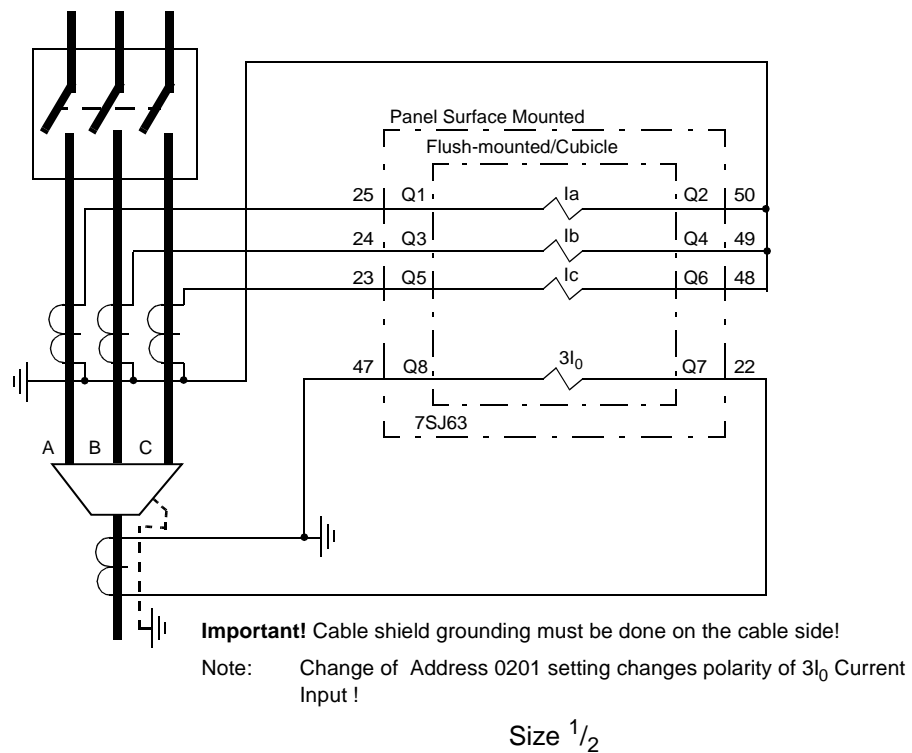 Panel Surface Mounted
Flush-mounted/Cubicle
25 Q1 Ia Q2 50
24 Q3 Ib Q4 49
23 Q5 Ic Q6 48
47 Q8 3I₀ Q7 22
7SJ63
A B C
Important! Cable shield grounding must be done on the cable side!
Note: Change of Address 0201 setting changes polarity of 3I₀ Current
Input !
Size ¹/₂